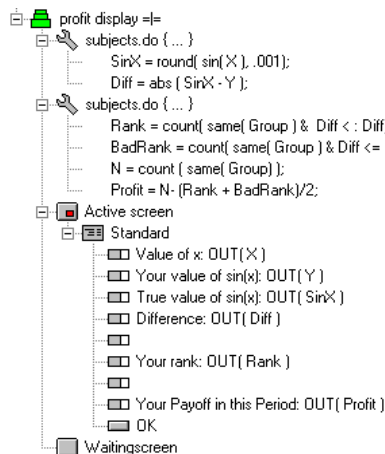 profit display =|=
subjects.do { ... }
SinX = round( sin( X ), .001);
Diff = abs ( SinX - Y );
subjects.do { ... }
Rank = count( same( Group ) & Diff < : Diff
BadRank = count( same( Group ) & Diff <=
N = count ( same( Group) );
Profit = N- (Rank + BadRank)/2;
Active screen
Standard
Value of x: OUT( X )
Your value of sin(x): OUT( Y )
True value of sin(x): OUT( SinX )
Difference: OUT( Diff )
Your rank: OUT( Rank )
Your Payoff in this Period: OUT( Profit )
OK
Waitingscreen